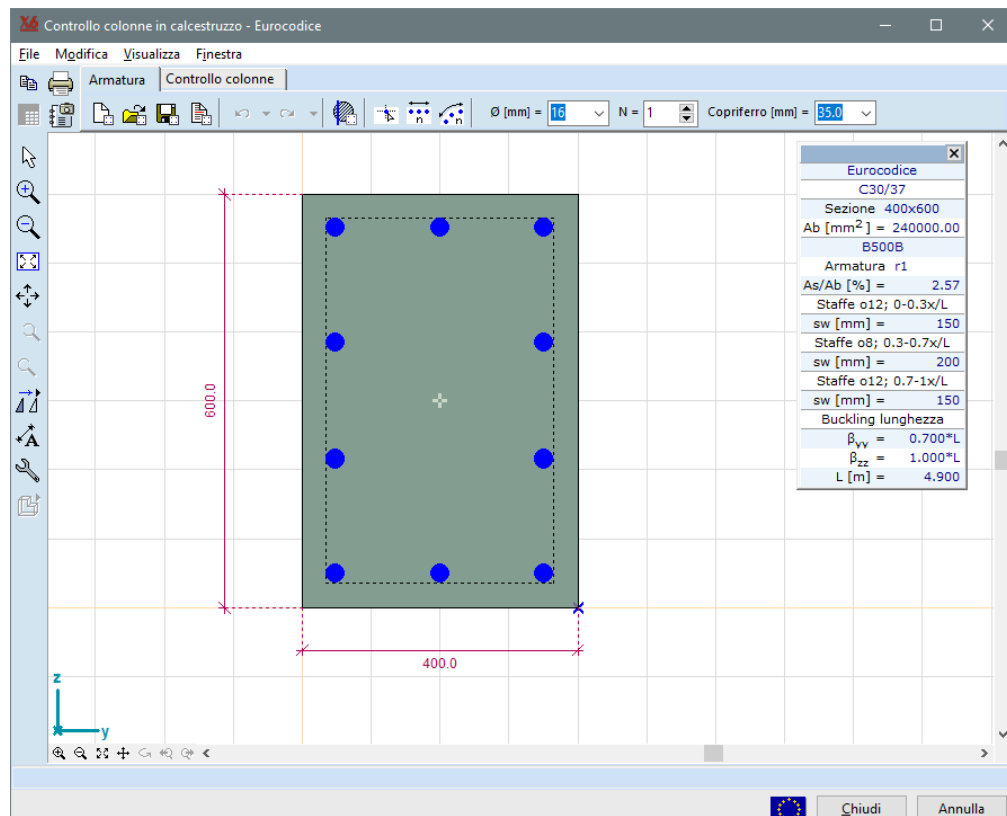 Controllo colonne in calcestruzzo - Eurocodice
File Modifica Visualizza Finestra
Armatura Controllo colonne
Ø [mm] = 16 N = 1 Copriferro [mm] = 35.0
Eurocodice
C30/37
Sezione 400x600
Ab [mm²] = 240000.00
B500B
Armatura r1
As/Ab [%] = 2.57
Staffe o12; 0-0.3x/L
sw [mm] = 150
Staffe o8; 0.3-0.7x/L
sw [mm] = 200
Staffe o12; 0.7-1x/L
sw [mm] = 150
Buckling lunghezza
βyy = 0.700*L
βzz = 1.000*L
L [m] = 4.900
600.0
400.0
z
y
Chiudi Annulla